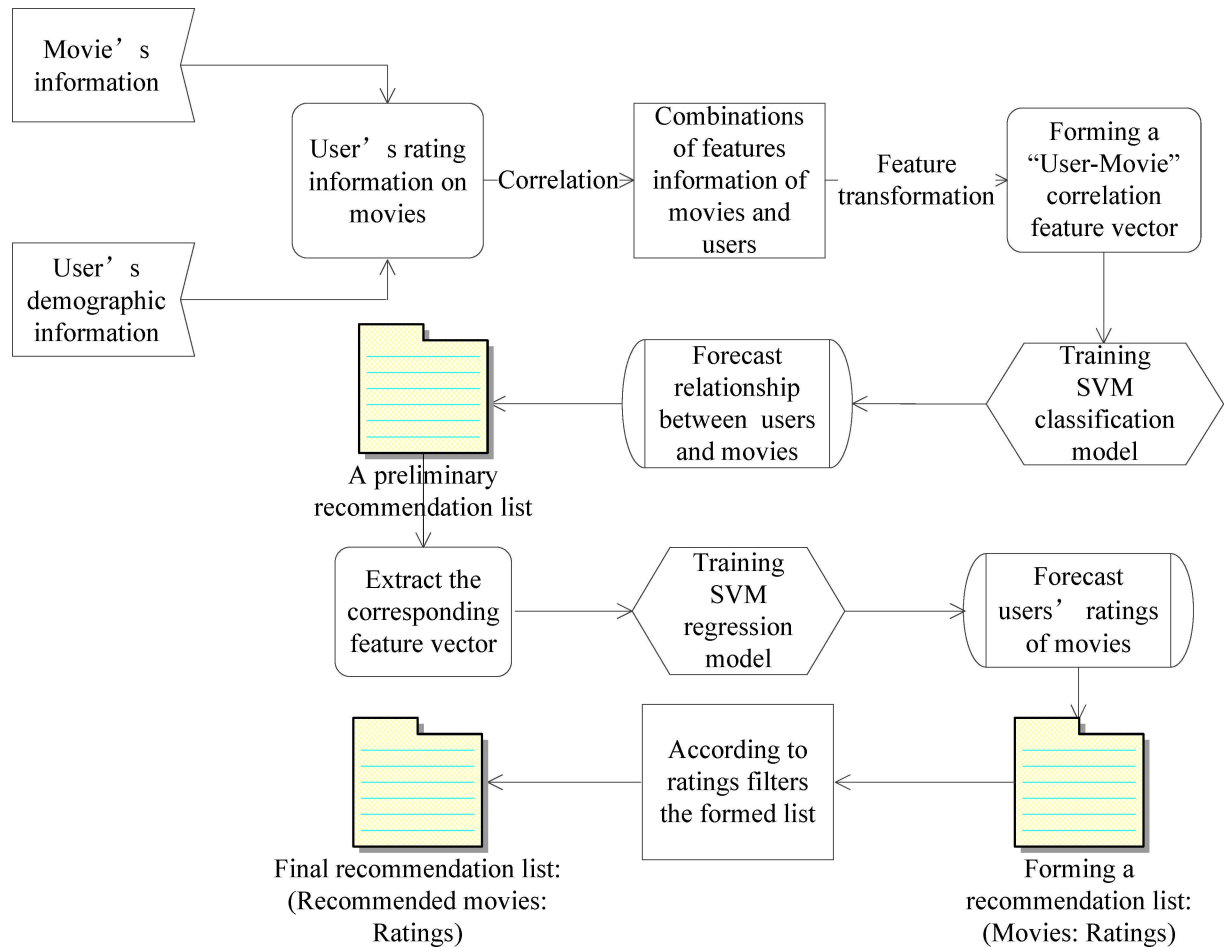 Movie’s
information
User’s rating
information on
movies
User’s
demographic
information
Correlation
Combinations
of features
information of
movies and
users
Feature
transformation
Forming a
“User-Movie”
correlation
feature vector
Training
SVM
classification
model
Forecast
relationship
between users
and movies
A preliminary
recommendation list
Extract the
corresponding
feature vector
Training
SVM
regression
model
Forecast
users’ ratings
of movies
Forming a
recommendation list:
(Movies: Ratings)
According to
ratings filters
the formed list
Final recommendation list:
(Recommended movies:
Ratings)